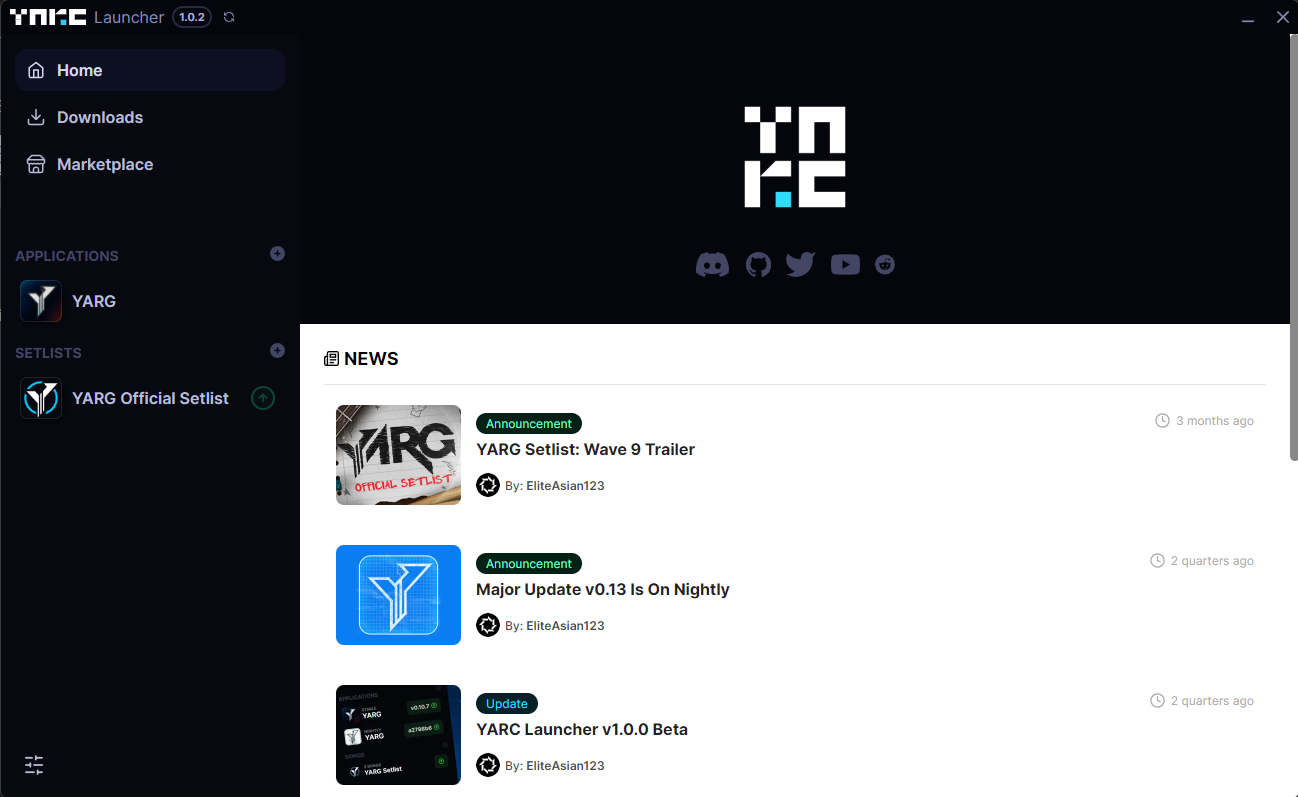 YARC Launcher 1.0.2
Home
Downloads
Marketplace
APPLICATIONS
YARG
SETLISTS
YARG Official Setlist
YARC
NEWS
YARG
OFFICIAL SETLIST
Announcement
3 months ago
YARG Setlist: Wave 9 Trailer
By: EliteAsian123
Announcement
2 quarters ago
Major Update v0.13 Is On Nightly
By: EliteAsian123
APPLICATIONS
STABLE
YARG
v0.10.7
NIGHTLY
YARG
a2798b6
SONGS
YARG Setlist
Update
2 quarters ago
YARC Launcher v1.0.0 Beta
By: EliteAsian123